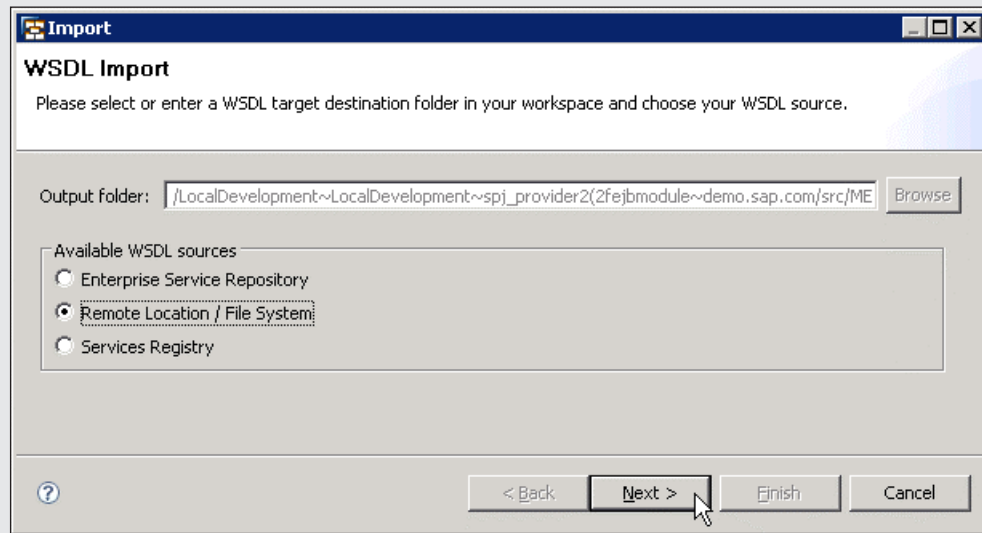 Import
WSDL Import
Please select or enter a WSDL target destination folder in your workspace and choose your WSDL source.
Output folder: /LocalDevelopment~LocalDevelopment~spj_provider2(2fejbmodule~demo.sap.com/src/ME Browse
Available WSDL sources
Enterprise Service Repository
Remote Location / File System
Services Registry
? < Back Next > Finish Cancel